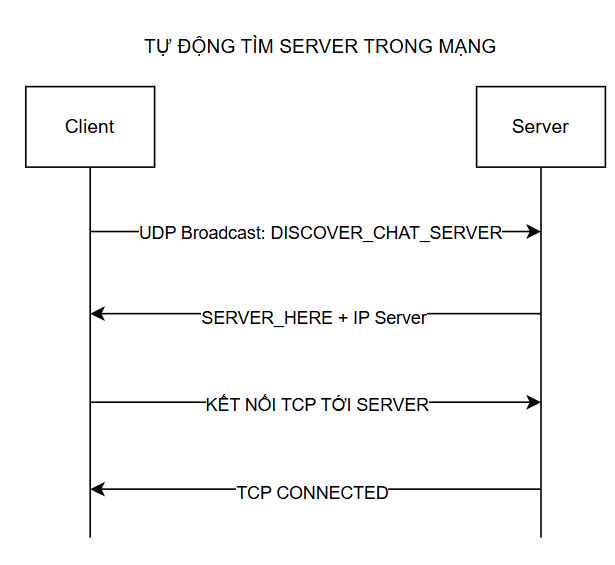 TỰ ĐỘNG TÌM SERVER TRONG MẠNG
Client
Server
UDP Broadcast: DISCOVER_CHAT_SERVER
SERVER_HERE + IP Server
KẾT NỐI TCP TỚI SERVER
TCP CONNECTED